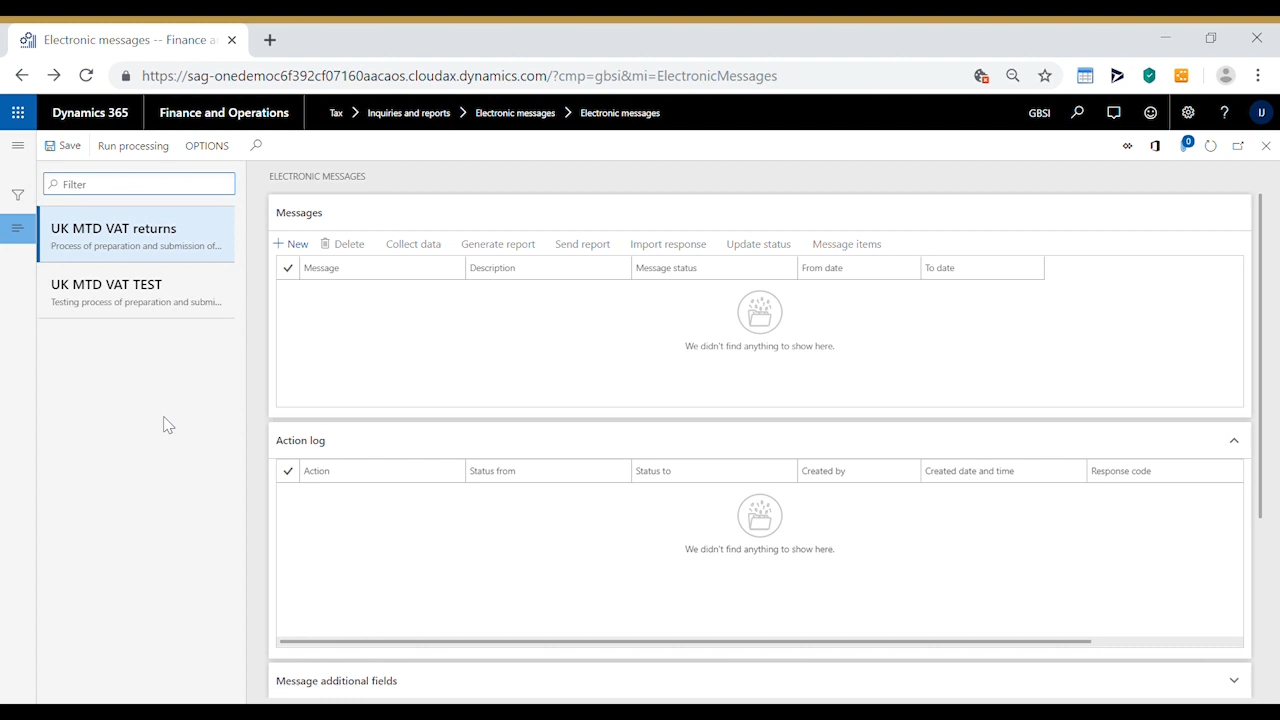 Electronic messages -- Finance a
https://sag-onedemoc6f392cf07160aacaos.cloudax.dynamics.com/?cmp=gbsi&mi=ElectronicMessages
Dynamics 365 Finance and Operations Tax Inquiries and reports Electronic messages Electronic messages GBSI ?
Save Run processing OPTIONS 0
Filter
UK MTD VAT returns
Process of preparation and submission of...
UK MTD VAT TEST
Testing process of preparation and submi...
ELECTRONIC MESSAGES
Messages
New Delete Collect data Generate report Send report Import response Update status Message items
Message Description Message status From date To date
We didn't find anything to show here.
Action log
Action Status from Status to Created by Created date and time Response code
We didn't find anything to show here.
Message additional fields